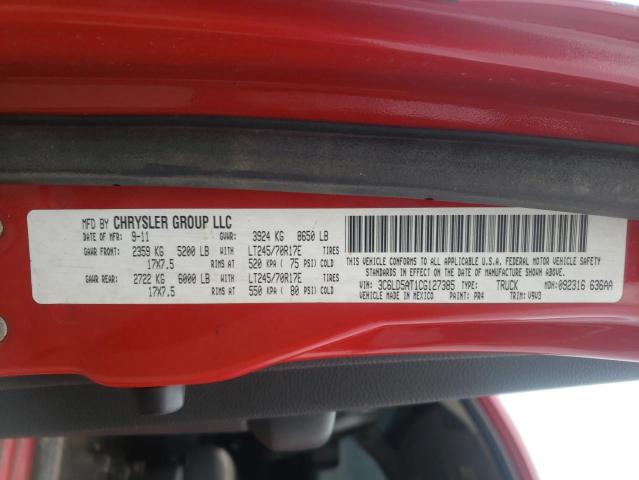 MFD BY CHRYSLER GROUP LLC
DATE OF MFR: 9-11 GVWR: 3924 KG 8650 LB
GAWR FRONT: 2359 KG 5200 LB WITH LT245/70R17E TIRES
17X7.5 RIMS AT 520 KPA ( 75 PSI) COLD
GAWR REAR: 2722 KG 6000 LB WITH LT245/70R17E TIRES
17X7.5 RIMS AT 550 KPA ( 80 PSI) COLD
THIS VEHICLE CONFORMS TO ALL APPLICABLE U.S.A. FEDERAL MOTOR VEHICLE SAFETY
STANDARDS IN EFFECT ON THE DATE OF MANUFACTURE SHOWN ABOVE.
VIN: 3C6LD5AT1CG127385 TYPE: TRUCK MDH: 092316 636AA
VEHICLE MADE IN MEXICO PAINT: PR4 TRIM: V9V3